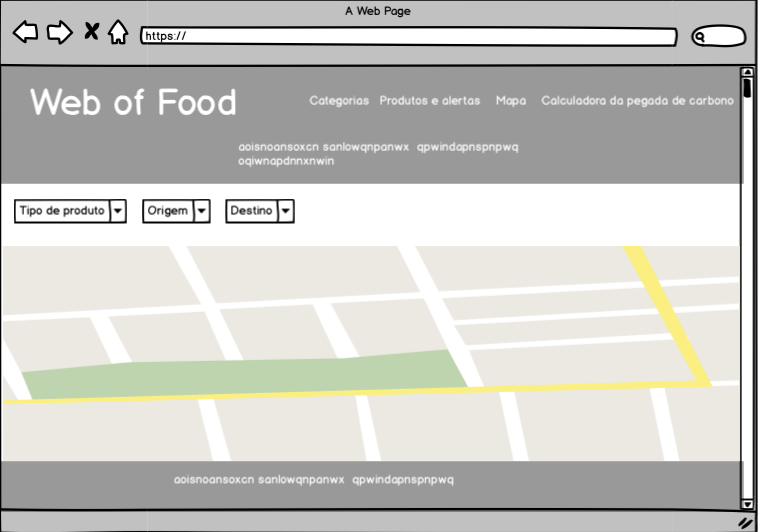 A Web Page
https://
Web of Food
Categorias Produtos e alertas Mapa Calculadora da pegada de carbono
aoisnoansoxcn sanlowqnpanwx qpwindapnspnpwq
oqiwnapdnnxnwin
Tipo de produto Origem Destino
aoisnoansoxcn sanlowqnpanwx qpwindapnspnpwq